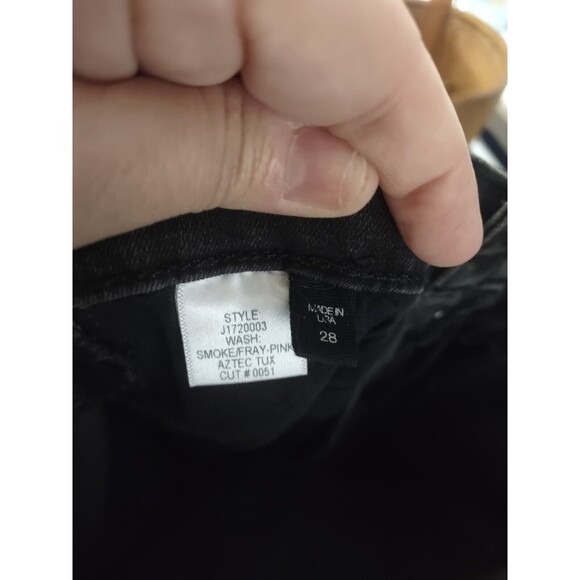 STYLE:
J1720003
WASH:
SMOKE/FRAY-PINK
AZTEC TUX
CUT # 0051
MADE IN
USA
28